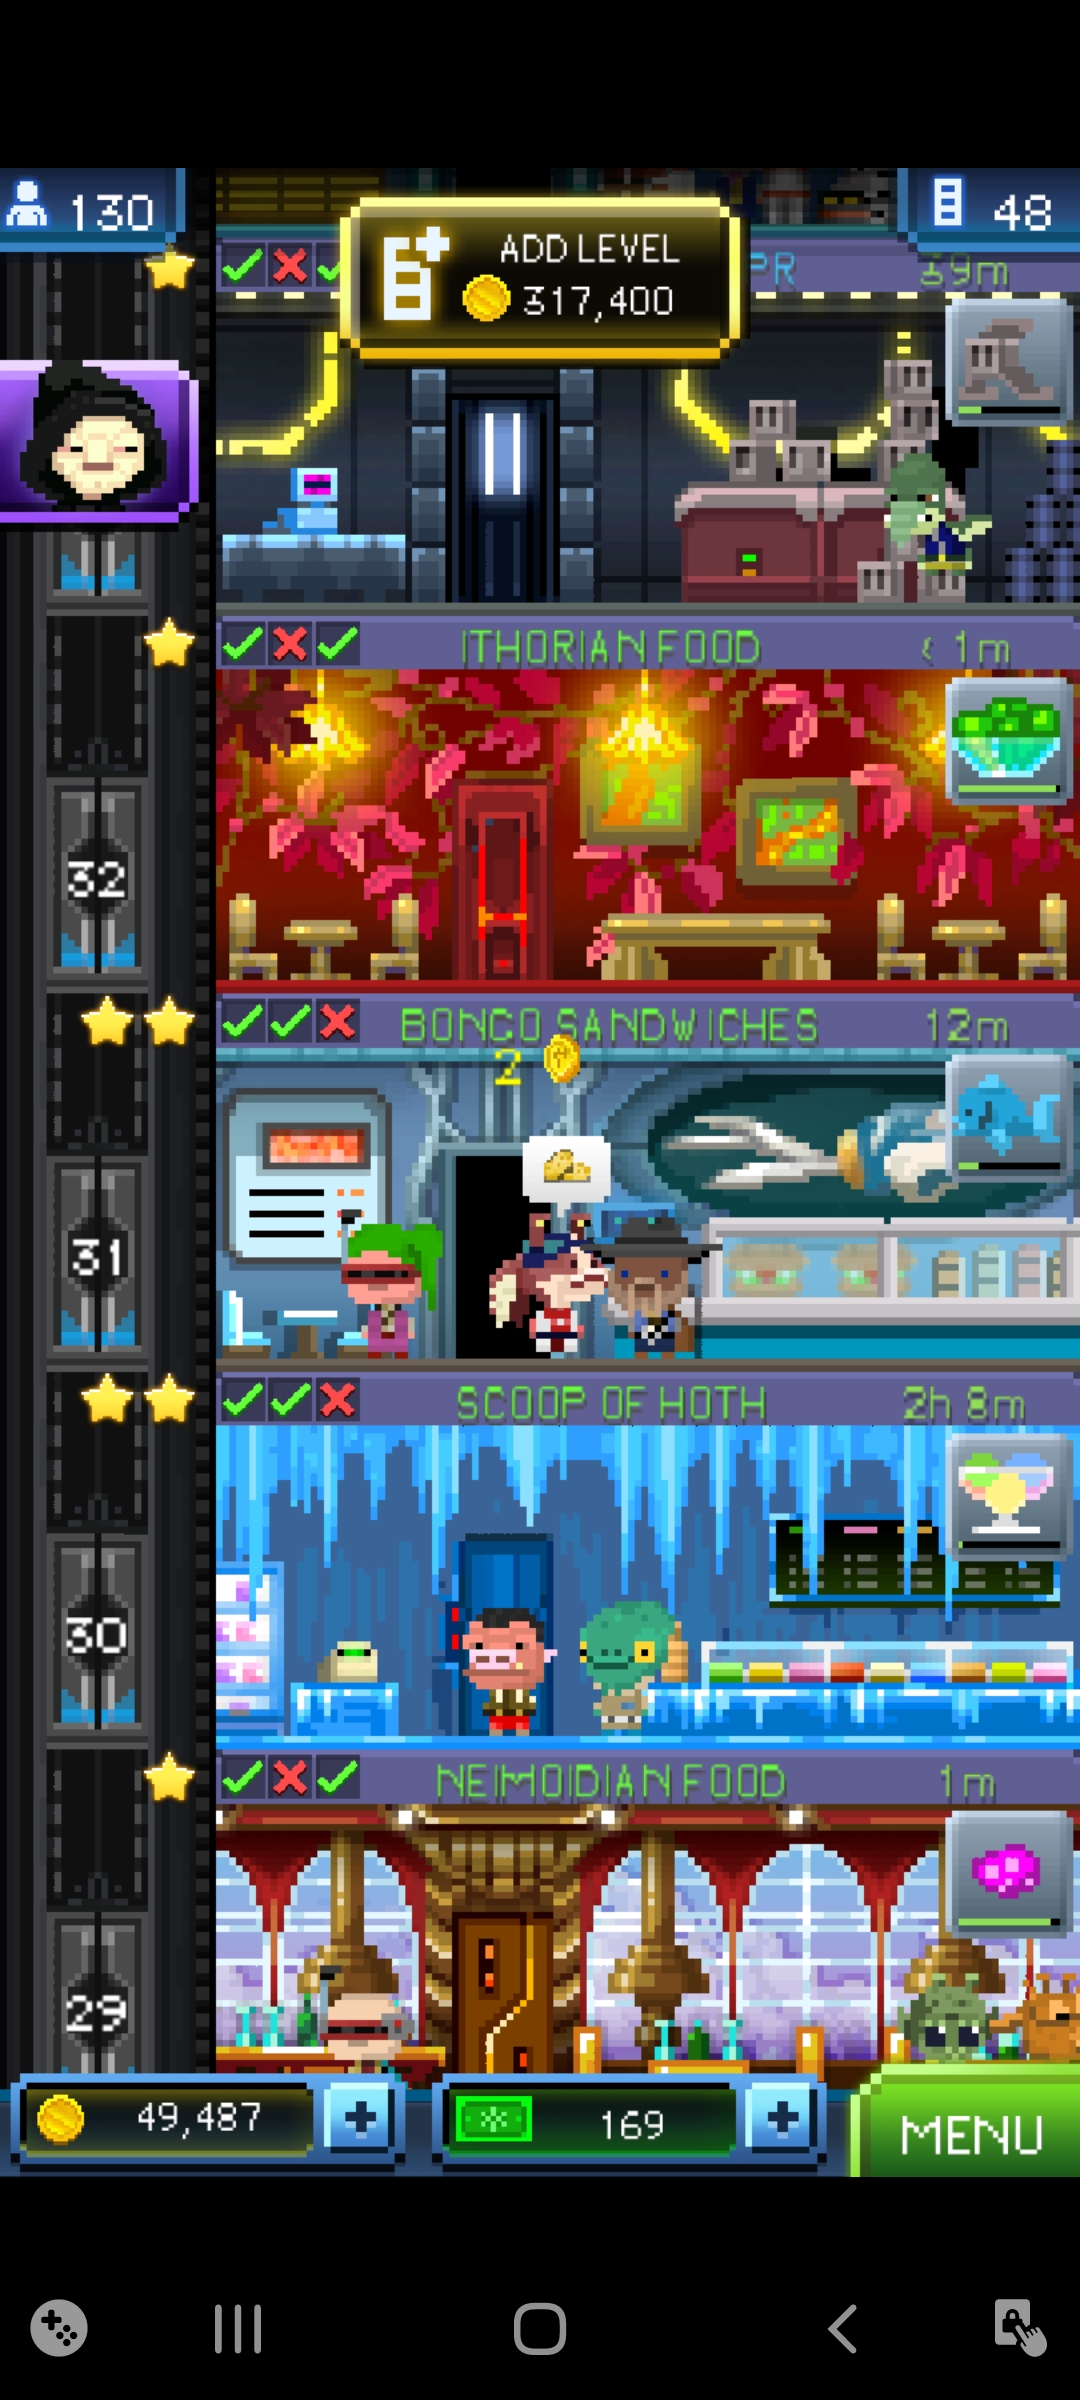 130
ADD LEVEL
48
317,400
PR
39m
ITHORIAN FOOD
< 1m
32
BONGO SANDWICHES
12m
2
31
SCOOP OF HOTH
2h 8m
30
NEIMOIDIAN FOOD
1m
29
49,487
169
MENU